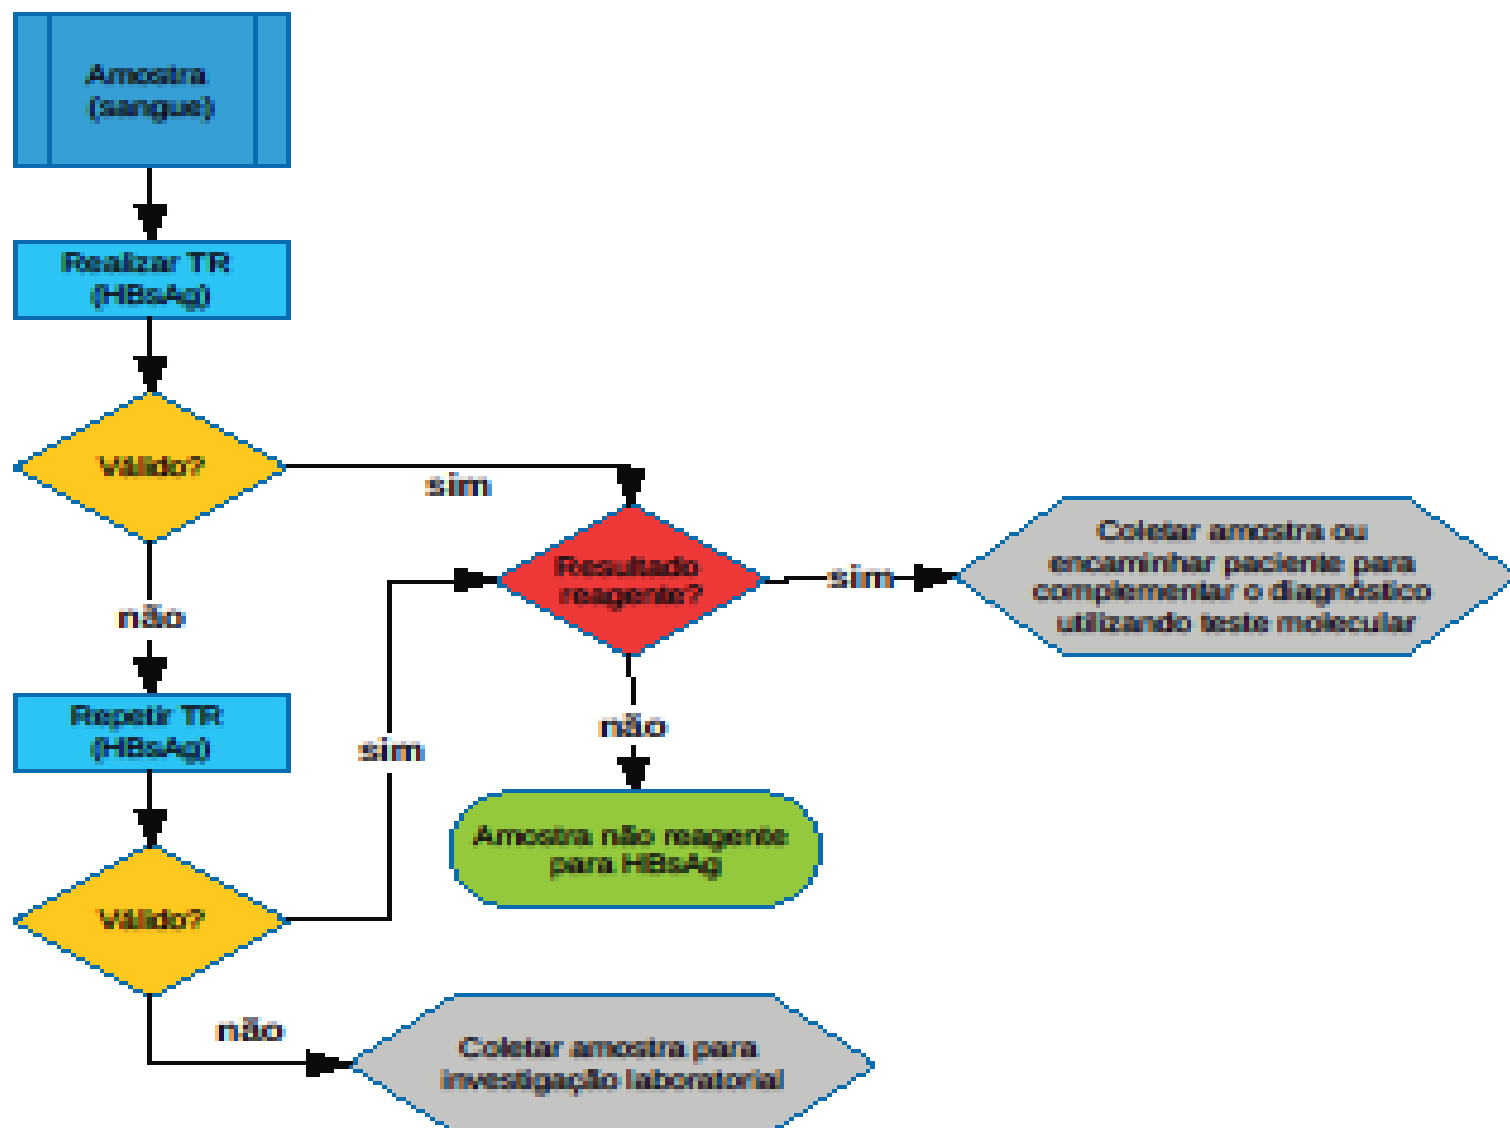 Amostra
(sangue)
Realizar TR
(HBsAg)
Válido?
sim
não
Resultado
reagente?
sim
Coletar amostra ou
encaminhar paciente para
complementar o diagnóstico
utilizando teste molecular
não
Amostra não reagente
para HBsAg
Repetir TR
(HBsAg)
sim
Válido?
não
Coletar amostra para
investigação laboratorial